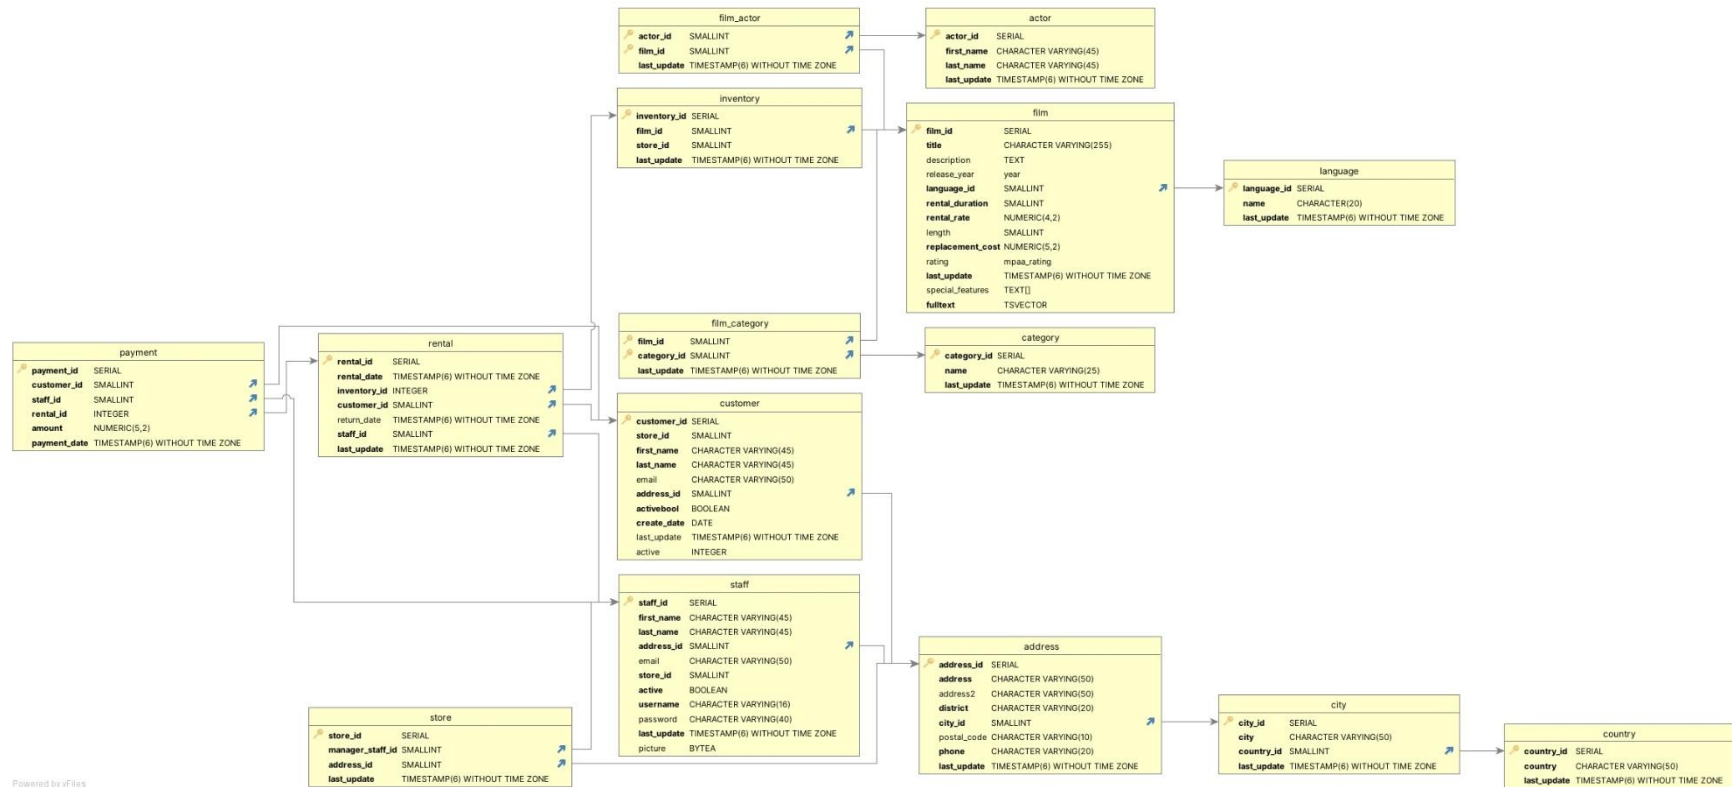 film_actor
actor_id SMALLINT
film_id SMALLINT
last_update TIMESTAMP(6) WITHOUT TIME ZONE
actor
actor_id SERIAL
first_name CHARACTER VARYING(45)
last_name CHARACTER VARYING(45)
last_update TIMESTAMP(6) WITHOUT TIME ZONE
inventory
inventory_id SERIAL
film_id SMALLINT
store_id SMALLINT
last_update TIMESTAMP(6) WITHOUT TIME ZONE
film
film_id SERIAL
title CHARACTER VARYING(255)
description TEXT
release_year year
language_id SMALLINT
rental_duration SMALLINT
rental_rate NUMERIC(4,2)
length SMALLINT
replacement_cost NUMERIC(5,2)
rating mpaa_rating
last_update TIMESTAMP(6) WITHOUT TIME ZONE
special_features TEXT[]
fulltext TSVECTOR
language
language_id SERIAL
name CHARACTER(20)
last_update TIMESTAMP(6) WITHOUT TIME ZONE
film_category
film_id SMALLINT
category_id SMALLINT
last_update TIMESTAMP(6) WITHOUT TIME ZONE
category
category_id SERIAL
name CHARACTER VARYING(25)
last_update TIMESTAMP(6) WITHOUT TIME ZONE
payment
payment_id SERIAL
customer_id SMALLINT
staff_id SMALLINT
rental_id INTEGER
amount NUMERIC(5,2)
payment_date TIMESTAMP(6) WITHOUT TIME ZONE
rental
rental_id SERIAL
rental_date TIMESTAMP(6) WITHOUT TIME ZONE
inventory_id INTEGER
customer_id SMALLINT
return_date TIMESTAMP(6) WITHOUT TIME ZONE
staff_id SMALLINT
last_update TIMESTAMP(6) WITHOUT TIME ZONE
customer
customer_id SERIAL
store_id SMALLINT
first_name CHARACTER VARYING(45)
last_name CHARACTER VARYING(45)
email CHARACTER VARYING(50)
address_id SMALLINT
activebool BOOLEAN
create_date DATE
last_update TIMESTAMP(6) WITHOUT TIME ZONE
active INTEGER
staff
staff_id SERIAL
first_name CHARACTER VARYING(45)
last_name CHARACTER VARYING(45)
address_id SMALLINT
email CHARACTER VARYING(50)
store_id SMALLINT
active BOOLEAN
username CHARACTER VARYING(16)
password CHARACTER VARYING(40)
last_update TIMESTAMP(6) WITHOUT TIME ZONE
picture BYTEA
store
store_id SERIAL
manager_staff_id SMALLINT
address_id SMALLINT
last_update TIMESTAMP(6) WITHOUT TIME ZONE
address
address_id SERIAL
address CHARACTER VARYING(50)
address2 CHARACTER VARYING(50)
district CHARACTER VARYING(20)
city_id SMALLINT
postal_code CHARACTER VARYING(10)
phone CHARACTER VARYING(20)
last_update TIMESTAMP(6) WITHOUT TIME ZONE
city
city_id SERIAL
city CHARACTER VARYING(50)
country_id SMALLINT
last_update TIMESTAMP(6) WITHOUT TIME ZONE
country
country_id SERIAL
country CHARACTER VARYING(50)
last_update TIMESTAMP(6) WITHOUT TIME ZONE
Powered by yFiles